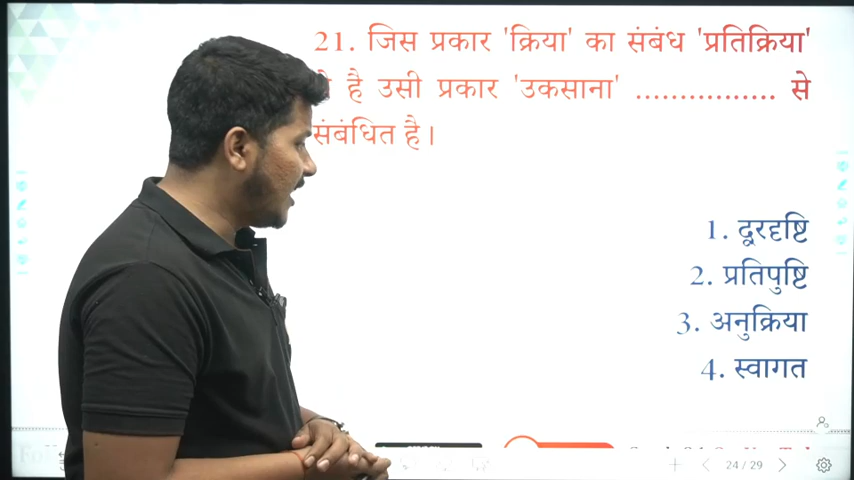 21. जिस प्रकार 'क्रिया' का संबंध 'प्रतिक्रिया'
है उसी प्रकार 'उकसाना' ................ से
संबंधित है।
1. दूरदृष्टि
2. प्रतिपुष्टि
3. अनुक्रिया
4. स्वागत
24 / 29